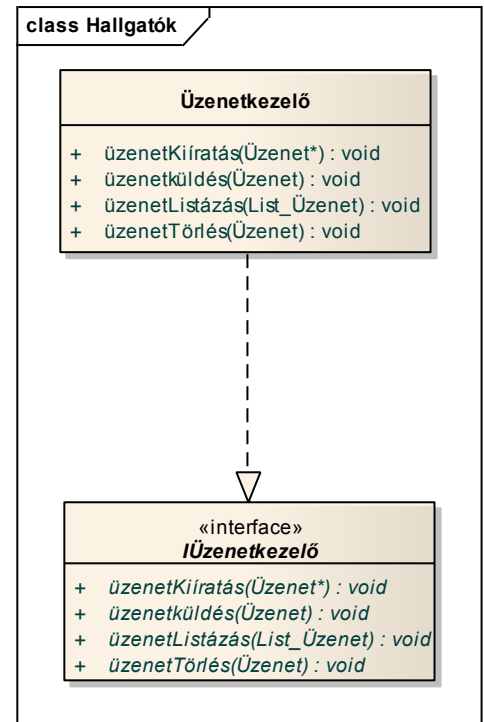 class Hallgatók
Üzenetkezelő
+ üzenetKiíratás(Üzenet*) : void
+ üzenetküldés(Üzenet) : void
+ üzenetListázás(List_Üzenet) : void
+ üzenetTörlés(Üzenet) : void
«interface»
IÜzenetkezelő
+ üzenetKiíratás(Üzenet*) : void
+ üzenetküldés(Üzenet) : void
+ üzenetListázás(List_Üzenet) : void
+ üzenetTörlés(Üzenet) : void